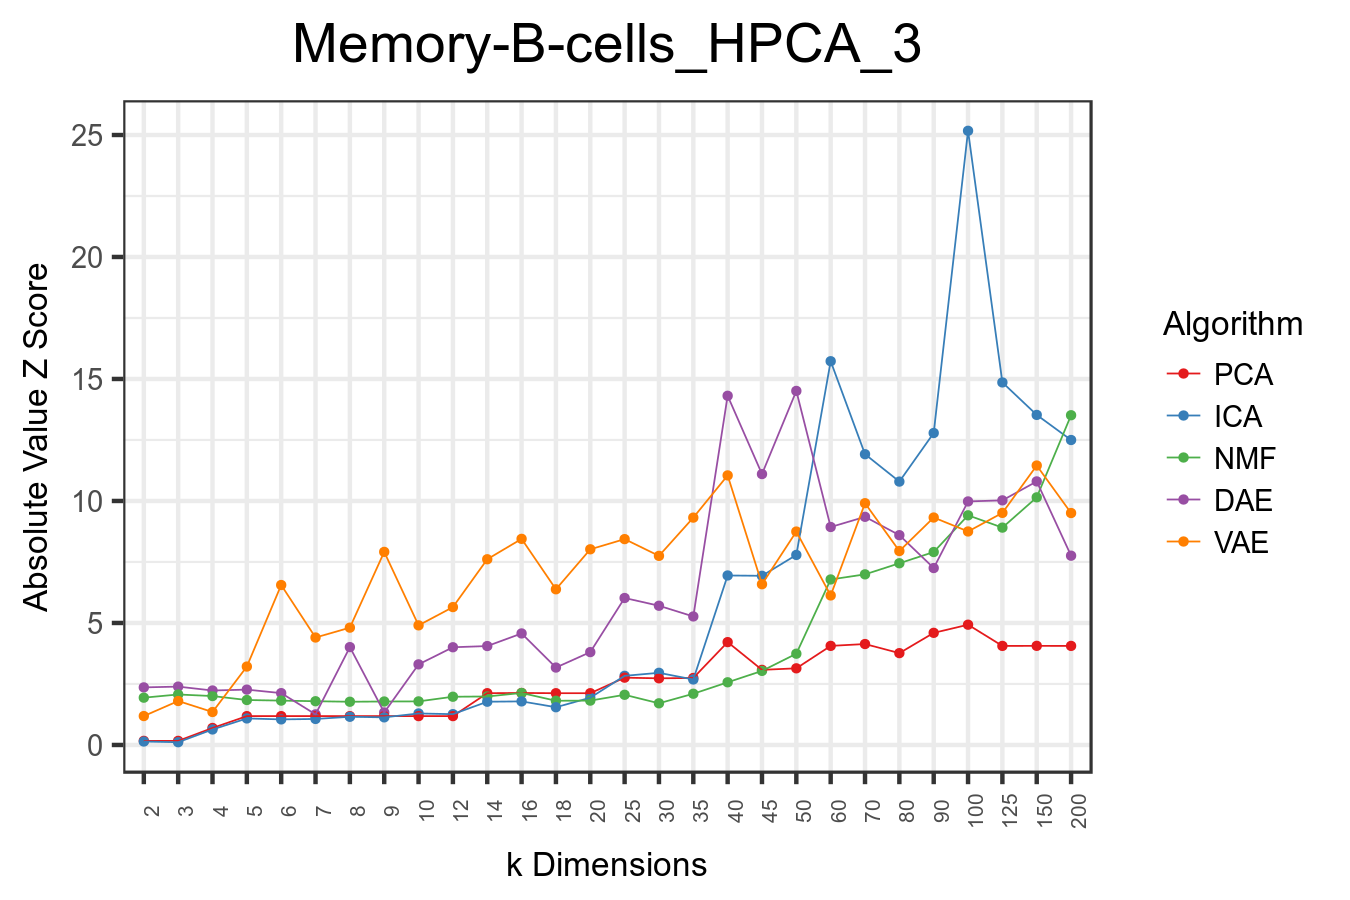 Memory-B-cells_HPCA_3
Absolute Value Z Score
25
20
15
10
5
0
2 3 4 5 6 7 8 9 10 12 14 16 18 20 25 30 35 40 45 50 60 70 80 90 100 125 150 200
k Dimensions
Algorithm
PCA
ICA
NMF
DAE
VAE